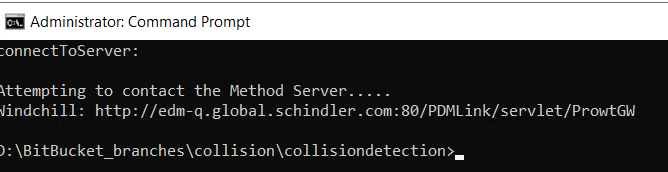 Administrator: Command Prompt
connectToServer:
Attempting to contact the Method Server.....
Windchill: http://edm-q.global.schindler.com:80/PDMLink/servlet/ProwtGW
D:\BitBucket_branches\collision\collisiondetection>